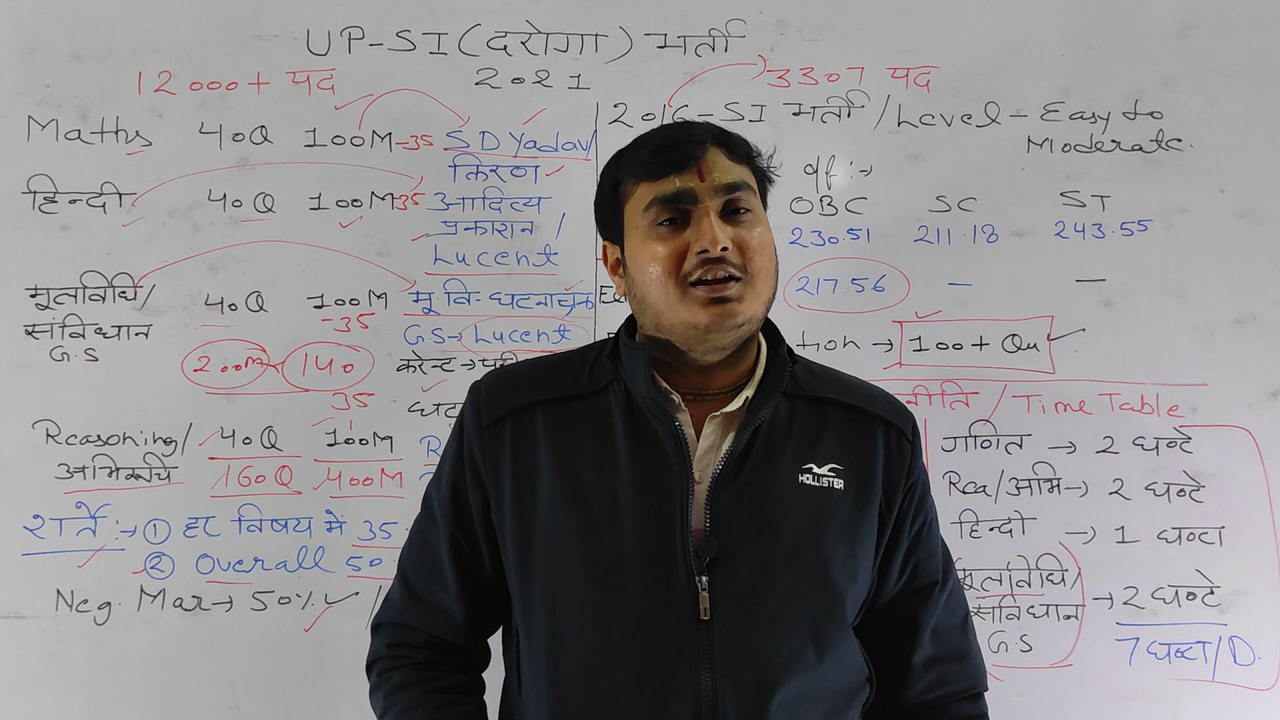 UP-SI (दरोगा) भर्ती
12000+ पद
2021
3307 पद
Maths 40Q 100M-35 SD Yadav/
किरण
हिन्दी 40Q 100M 35 आदित्य
प्रकाशन /
Lucent
मूलविधि/
संविधान
G.S
40Q 100M
-35
मू.वि-घटनाचक्र
GS→Lucent
200M 140
करेन्ट→
35
Reasoning/
अभिरूचि
40Q 100M
160Q 400M
शर्ते:→ ① हर विषय में 35
② Overall 50
Neg. Mar→ 50% /
2016-SI भर्ती/Level-Easy to
Moderate.
OBC SC ST
230.51 211.18 243.55
217.56 — —
→ 100+ Qu
नीति / Time Table
गणित → 2 घण्टे
Rea/अभि→ 2 घण्टे
हिन्दी → 1 घण्टा
मूलविधि/
संविधान
G.S
→ 2 घण्टे
7 घण्टा/D.
HOLLISTER